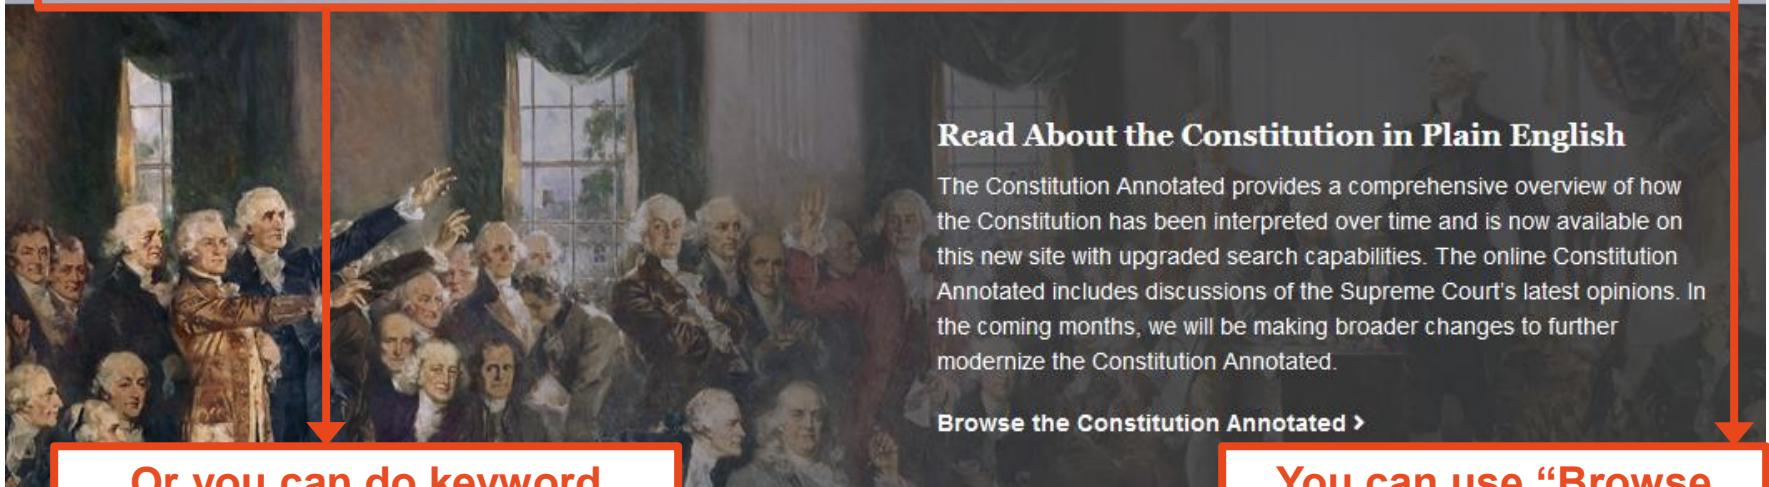 Read About the Constitution in Plain English
The Constitution Annotated provides a comprehensive overview of how
the Constitution has been interpreted over time and is now available on
this new site with upgraded search capabilities. The online Constitution
Annotated includes discussions of the Supreme Court's latest opinions. In
the coming months, we will be making broader changes to further
modernize the Constitution Annotated.
Browse the Constitution Annotated >
Or you can do keyword
You can use “Browse